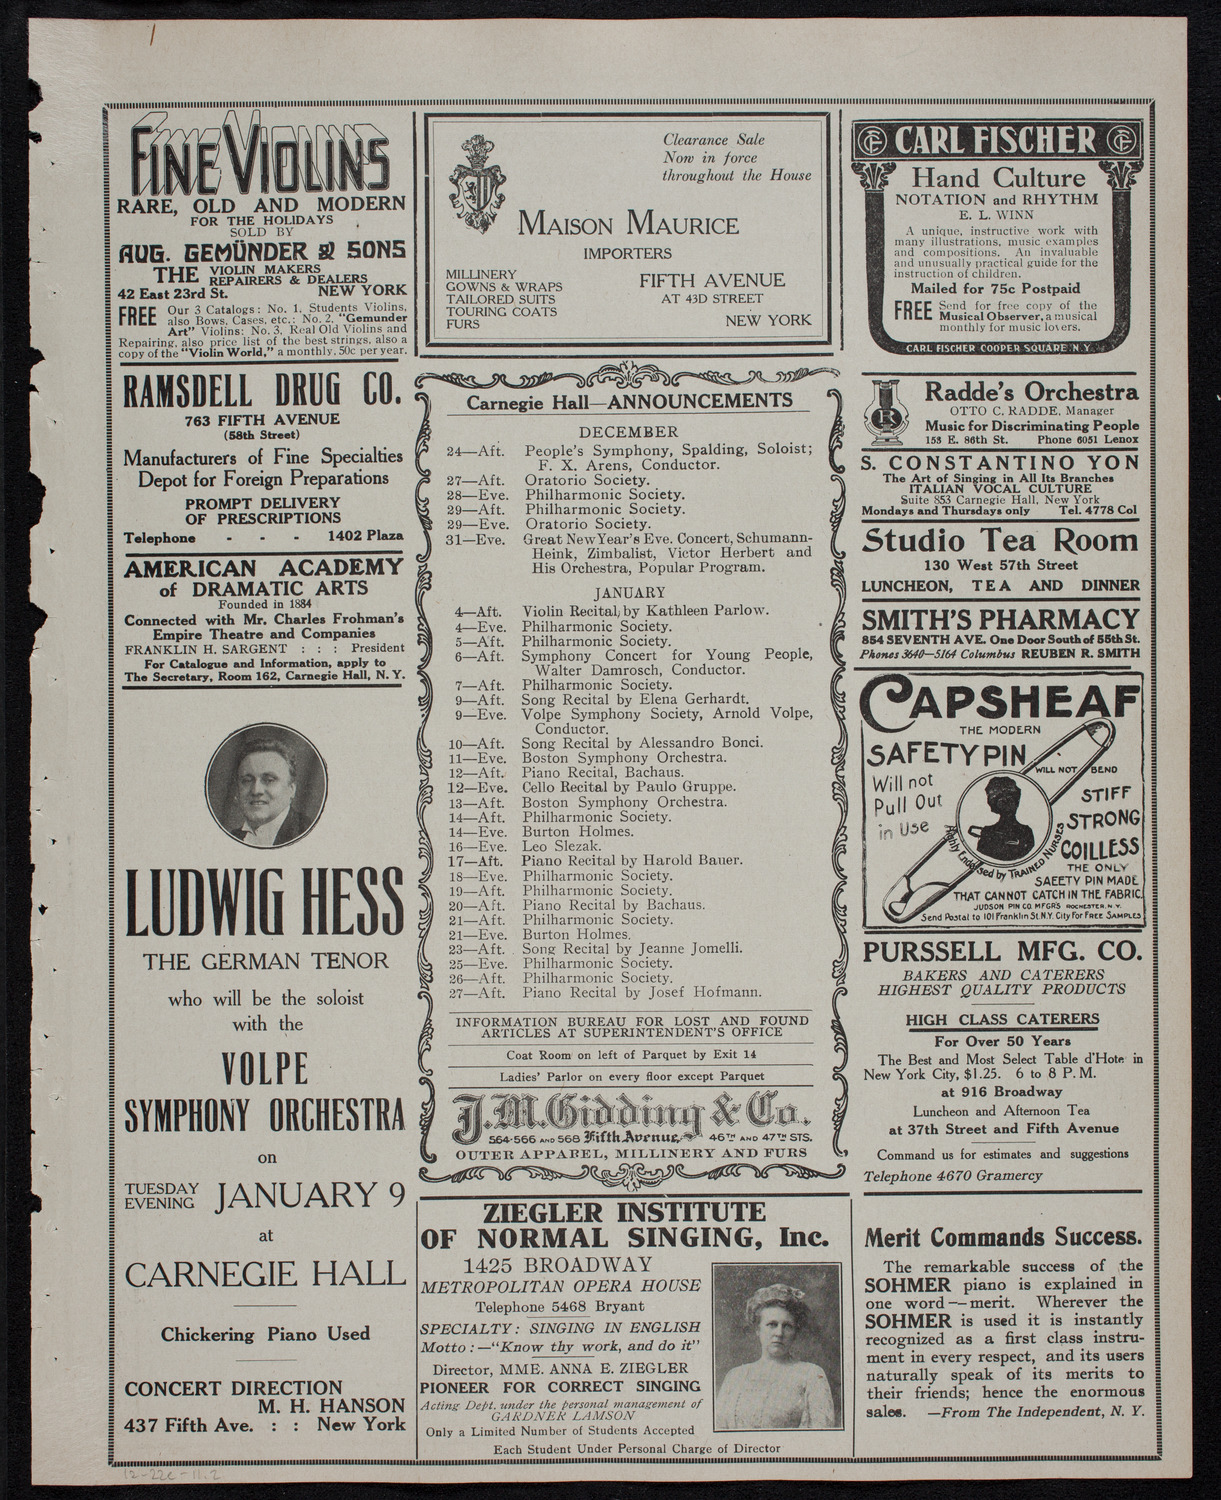 FINE VIOLINS
RARE, OLD AND MODERN
FOR THE HOLIDAYS
SOLD BY
AUG. GEMÜNDER & SONS
THE VIOLIN MAKERS
REPAIRERS & DEALERS
42 East 23rd St. NEW YORK
FREE Our 3 Catalogs: No. 1, Students Violins,
also Bows, Cases, etc.: No. 2, "Gemunder
Art" Violins: No. 3, Real Old Violins and
Repairing, also price list of the best strings, also a
copy of the "Violin World," a monthly, 50c per year.
RAMSDELL DRUG CO.
763 FIFTH AVENUE
(58th Street)
Manufacturers of Fine Specialties
Depot for Foreign Preparations
PROMPT DELIVERY
OF PRESCRIPTIONS
Telephone - - - 1402 Plaza
AMERICAN ACADEMY
of DRAMATIC ARTS
Founded in 1884
Connected with Mr. Charles Frohman's
Empire Theatre and Companies
FRANKLIN H. SARGENT : : : President
For Catalogue and Information, apply to
The Secretary, Room 162, Carnegie Hall, N. Y.
LUDWIG HESS
THE GERMAN TENOR
who will be the soloist
with the
VOLPE
SYMPHONY ORCHESTRA
on
TUESDAY
EVENING JANUARY 9
at
CARNEGIE HALL
Chickering Piano Used
CONCERT DIRECTION
M. H. HANSON
437 Fifth Ave. : : New York
Clearance Sale
Now in force
throughout the House
MAISON MAURICE
IMPORTERS
MILLINERY
GOWNS & WRAPS
TAILORED SUITS
TOURING COATS
FURS
FIFTH AVENUE
AT 43D STREET
NEW YORK
Carnegie Hall—ANNOUNCEMENTS
DECEMBER
24—Aft. People's Symphony, Spalding, Soloist;
F. X. Arens, Conductor.
27—Aft. Oratorio Society.
28—Eve. Philharmonic Society.
29—Aft. Philharmonic Society.
29—Eve. Oratorio Society.
31—Eve. Great New Year's Eve. Concert, Schumann-
Heink, Zimbalist, Victor Herbert and
His Orchestra, Popular Program.
JANUARY
4—Aft. Violin Recital by Kathleen Parlow.
4—Eve. Philharmonic Society.
5—Aft. Philharmonic Society.
6—Aft. Symphony Concert for Young People,
Walter Damrosch, Conductor.
7—Aft. Philharmonic Society.
9—Aft. Song Recital by Elena Gerhardt.
9—Eve. Volpe Symphony Society, Arnold Volpe,
Conductor.
10—Aft. Song Recital by Alessandro Bonci.
11—Eve. Boston Symphony Orchestra.
12—Aft. Piano Recital, Bachaus.
12—Eve. Cello Recital by Paulo Gruppe.
13—Aft. Boston Symphony Orchestra.
14—Aft. Philharmonic Society.
14—Eve. Burton Holmes.
16—Eve. Leo Slezak.
17—Aft. Piano Recital by Harold Bauer.
18—Eve. Philharmonic Society.
19—Aft. Philharmonic Society.
20—Aft. Piano Recital by Bachaus.
21—Aft. Philharmonic Society.
21—Eve. Burton Holmes.
23—Aft. Song Recital by Jeanne Jomelli.
25—Eve. Philharmonic Society.
26—Aft. Philharmonic Society.
27—Aft. Piano Recital by Josef Hofmann.
INFORMATION BUREAU FOR LOST AND FOUND
ARTICLES AT SUPERINTENDENT'S OFFICE
Coat Room on left of Parquet by Exit 14
Ladies' Parlor on every floor except Parquet
J. M. Gidding & Co.
564-566 AND 568 Fifth Avenue, 46TH AND 47TH STS.
OUTER APPAREL, MILLINERY AND FURS
ZIEGLER INSTITUTE
OF NORMAL SINGING, Inc.
1425 BROADWAY
METROPOLITAN OPERA HOUSE
Telephone 5468 Bryant
SPECIALTY: SINGING IN ENGLISH
Motto:—"Know thy work, and do it"
Director, MME. ANNA E. ZIEGLER
PIONEER FOR CORRECT SINGING
Acting Dept. under the personal management of
GARDNER LAMSON
Only a Limited Number of Students Accepted
Each Student Under Personal Charge of Director
CF CARL FISCHER CF
Hand Culture
NOTATION and RHYTHM
E. L. WINN
A unique, instructive work with
many illustrations, music examples
and compositions. An invaluable
and unusually practical guide for the
instruction of children.
Mailed for 75c Postpaid
FREE Send for free copy of the
Musical Observer, a musical
monthly for music lovers.
CARL FISCHER COOPER SQUARE N.Y.
R
Radde's Orchestra
OTTO C. RADDE, Manager
Music for Discriminating People
153 E. 86th St. Phone 6051 Lenox
S. CONSTANTINO YON
The Art of Singing in All Its Branches
ITALIAN VOCAL CULTURE
Suite 853 Carnegie Hall, New York
Mondays and Thursdays only Tel. 4778 Col
Studio Tea Room
130 West 57th Street
LUNCHEON, TEA AND DINNER
SMITH'S PHARMACY
854 SEVENTH AVE. One Door South of 55th St.
Phones 3640—5164 Columbus REUBEN R. SMITH
CAPSHEAF
THE MODERN
SAFETY PIN
WILL NOT BEND
Will not
Pull Out
in Use
STIFF
STRONG
COILLESS
Highly Endorsed by TRAINED NURSES
THE ONLY
SAFETY PIN MADE
THAT CANNOT CATCH IN THE FABRIC.
JUDSON PIN CO. MFGRS ROCHESTER. N.Y.
Send Postal to 101 Franklin St. N.Y. City For FREE SAMPLES
PURSSELL MFG. CO.
BAKERS AND CATERERS
HIGHEST QUALITY PRODUCTS
HIGH CLASS CATERERS
For Over 50 Years
The Best and Most Select Table d'Hote in
New York City, $1.25. 6 to 8 P. M.
at 916 Broadway
Luncheon and Afternoon Tea
at 37th Street and Fifth Avenue
Command us for estimates and suggestions
Telephone 4670 Gramercy
Merit Commands Success.
The remarkable success of the
SOHMER piano is explained in
one word—merit. Wherever the
SOHMER is used it is instantly
recognized as a first class instru-
ment in every respect, and its users
naturally speak of its merits to
their friends; hence the enormous
sales. —From The Independent, N. Y.
12-22e-11.2